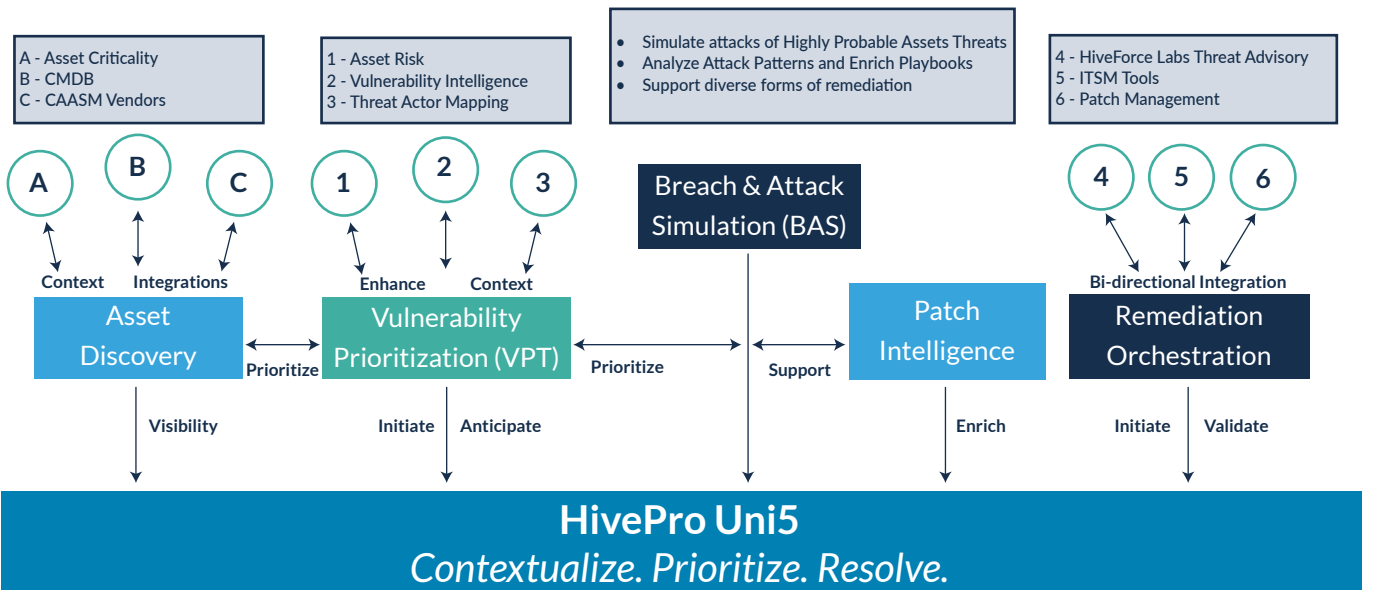 A - Asset Criticality
B - CMDB
C - CAASM Vendors
1 - Asset Risk
2 - Vulnerability Intelligence
3 - Threat Actor Mapping
• Simulate attacks of Highly Probable Assets Threats
• Analyze Attack Patterns and Enrich Playbooks
• Support diverse forms of remediation
4 - HiveForce Labs Threat Advisory
5 - ITSM Tools
6 - Patch Management
A
B
C
1
2
3
4
5
6
Context
Integrations
Enhance
Context
Bi-directional Integration
Asset
Discovery
Prioritize
Vulnerability
Prioritization (VPT)
Prioritize
Breach & Attack
Simulation (BAS)
Support
Patch
Intelligence
Remediation
Orchestration
Visibility
Initiate
Anticipate
Enrich
Initiate
Validate
HivePro Uni5
Contextualize. Prioritize. Resolve.